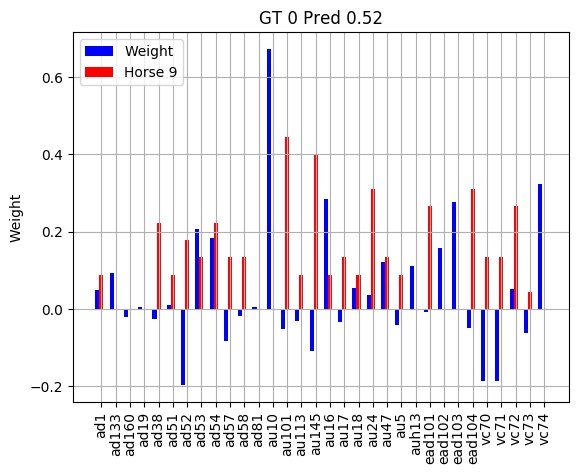 GT 0 Pred 0.52
Weight
Horse 9
Weight
0.6
0.4
0.2
0.0
−0.2
ad1
ad133
ad160
ad19
ad38
ad51
ad52
ad53
ad54
ad57
ad58
ad81
au10
au101
au113
au145
au16
au17
au18
au24
au47
au5
auh13
ead101
ead102
ead103
ead104
vc70
vc71
vc72
vc73
vc74